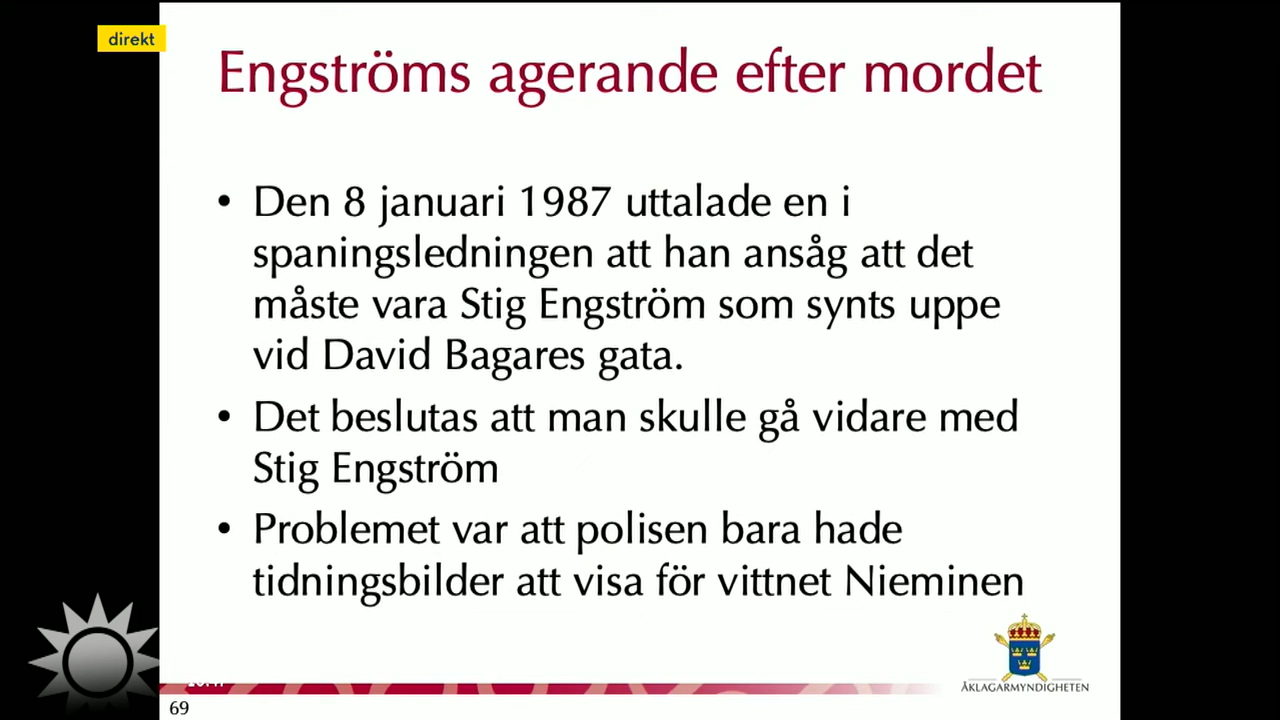 direkt
Engströms agerande efter mordet
• Den 8 januari 1987 uttalade en i
spaningsledningen att han ansåg att det
måste vara Stig Engström som synts uppe
vid David Bagares gata.
• Det beslutas att man skulle gå vidare med
Stig Engström
• Problemet var att polisen bara hade
tidningsbilder att visa för vittnet Nieminen
ÅKLAGARMYNDIGHETEN
69